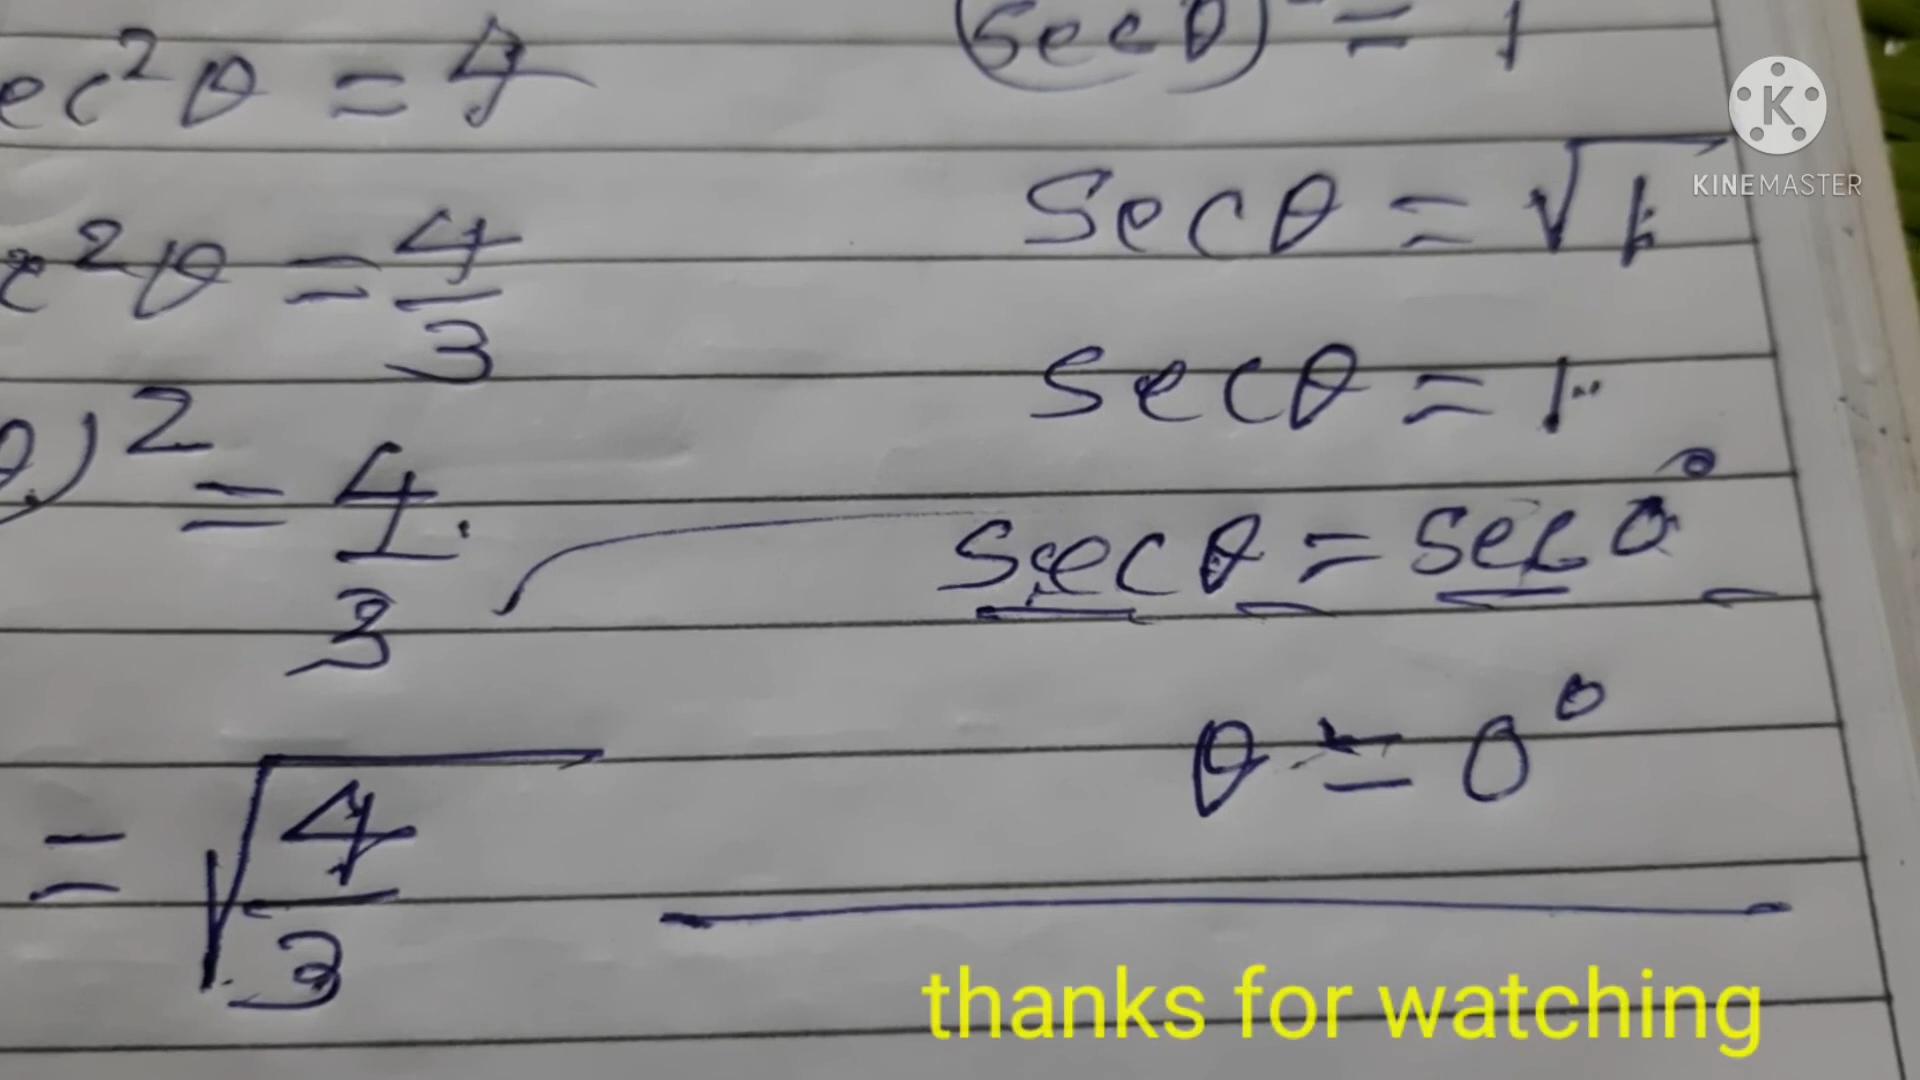 ec²θ = 4
c²θ = 4/3
θ)² = 4/3
= √4/3
(secθ) = 1
secθ = √1
secθ = 1
secθ = sec0°
θ = 0°
KINEMASTER
thanks for watching